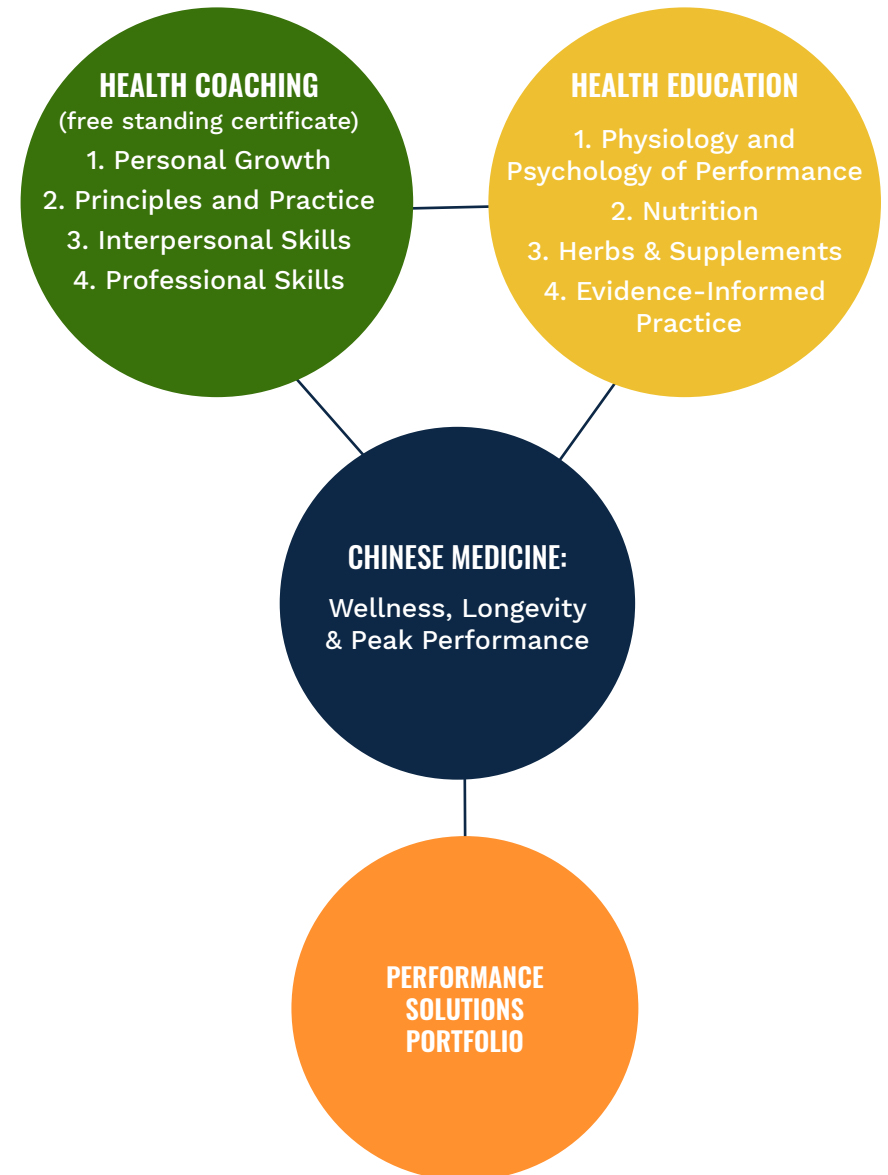 HEALTH COACHING
(free standing certificate)
1. Personal Growth
2. Principles and Practice
3. Interpersonal Skills
4. Professional Skills
HEALTH EDUCATION
1. Physiology and
Psychology of Performance
2. Nutrition
3. Herbs & Supplements
4. Evidence-Informed
Practice
CHINESE MEDICINE:
Wellness, Longevity
& Peak Performance
PERFORMANCE
SOLUTIONS
PORTFOLIO